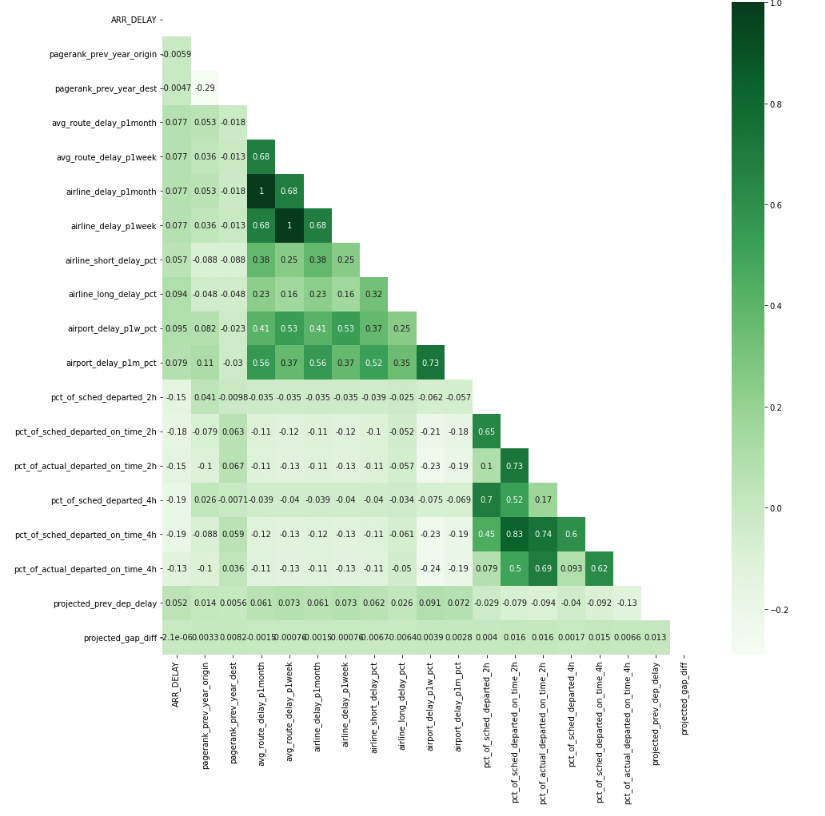 ARR_DELAY
pagerank_prev_year_origin -0.0059
pagerank_prev_year_dest -0.0047 -0.29
avg_route_delay_p1month 0.077 0.053 -0.018
avg_route_delay_p1week 0.077 0.036 -0.013 0.68
airline_delay_p1month 0.077 0.053 -0.018 1 0.68
airline_delay_p1week 0.077 0.036 -0.013 0.68 1 0.68
airline_short_delay_pct 0.057 -0.088 -0.088 0.38 0.25 0.38 0.25
airline_long_delay_pct 0.094 -0.048 -0.048 0.23 0.16 0.23 0.16 0.32
airport_delay_p1w_pct 0.095 0.082 -0.023 0.41 0.53 0.41 0.53 0.37 0.25
airport_delay_p1m_pct 0.079 0.11 -0.03 0.56 0.37 0.56 0.37 0.52 0.35 0.73
pct_of_sched_departed_2h -0.15 0.041 -0.0098 -0.035 -0.035 -0.035 -0.035 -0.039 -0.025 -0.062 -0.057
pct_of_sched_departed_on_time_2h -0.18 -0.079 0.063 -0.11 -0.12 -0.11 -0.12 -0.1 -0.052 -0.21 -0.18 0.65
pct_of_actual_departed_on_time_2h -0.15 -0.1 0.067 -0.11 -0.13 -0.11 -0.13 -0.11 -0.057 -0.23 -0.19 0.1 0.73
pct_of_sched_departed_4h -0.19 0.026 -0.0071 -0.039 -0.04 -0.039 -0.04 -0.04 -0.034 -0.075 -0.069 0.7 0.52 0.17
pct_of_sched_departed_on_time_4h -0.19 -0.088 0.059 -0.12 -0.13 -0.12 -0.13 -0.11 -0.061 -0.23 -0.19 0.45 0.83 0.74 0.6
pct_of_actual_departed_on_time_4h -0.13 -0.1 0.036 -0.11 -0.13 -0.11 -0.13 -0.11 -0.05 -0.24 -0.19 0.079 0.5 0.69 0.093 0.62
projected_prev_dep_delay 0.052 0.014 0.0056 0.061 0.073 0.061 0.073 0.062 0.026 0.091 0.072 -0.029 -0.079 -0.094 -0.04 -0.092 -0.13
projected_gap_diff 0.004 0.016 0.016 0.0017 0.015 0.0066 0.013
ARR_DELAY
pagerank_prev_year_origin
pagerank_prev_year_dest
avg_route_delay_p1month
avg_route_delay_p1week
airline_delay_p1month
airline_delay_p1week
airline_short_delay_pct
airline_long_delay_pct
airport_delay_p1w_pct
airport_delay_p1m_pct
pct_of_sched_departed_2h
pct_of_sched_departed_on_time_2h
pct_of_actual_departed_on_time_2h
pct_of_sched_departed_4h
pct_of_sched_departed_on_time_4h
pct_of_actual_departed_on_time_4h
projected_prev_dep_delay
projected_gap_diff
1.0
0.8
0.6
0.4
0.2
0.0
−0.2